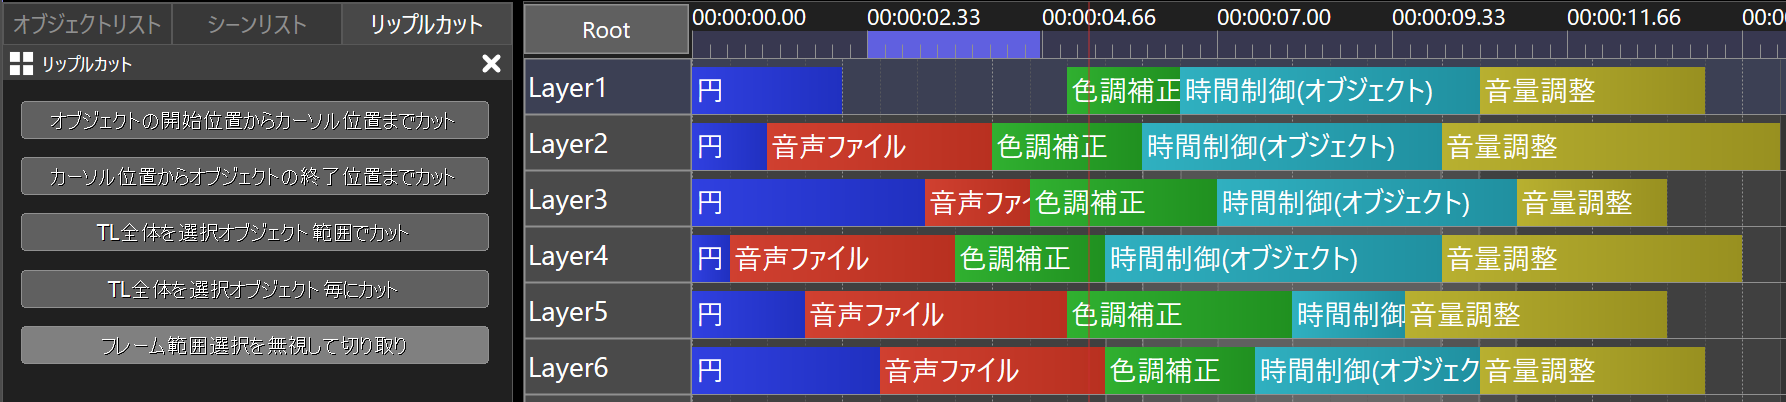 オブジェクトリスト シーンリスト リップルカット
リップルカット
オブジェクトの開始位置からカーソル位置までカット
カーソル位置からオブジェクトの終了位置までカット
TL全体を選択オブジェクト範囲でカット
TL全体を選択オブジェクト毎にカット
フレーム範囲選択を無視して切り取り
Root 00:00:00.00 00:00:02.33 00:00:04.66 00:00:07.00 00:00:09.33 00:00:11.66 00:0
Layer1 円 色調補正 時間制御(オブジェクト) 音量調整
Layer2 円 音声ファイル 色調補正 時間制御(オブジェクト) 音量調整
Layer3 円 音声ファイ 色調補正 時間制御(オブジェクト) 音量調整
Layer4 円 音声ファイル 色調補正 時間制御(オブジェクト) 音量調整
Layer5 円 音声ファイル 色調補正 時間制御 音量調整
Layer6 円 音声ファイル 色調補正 時間制御(オブジェク 音量調整